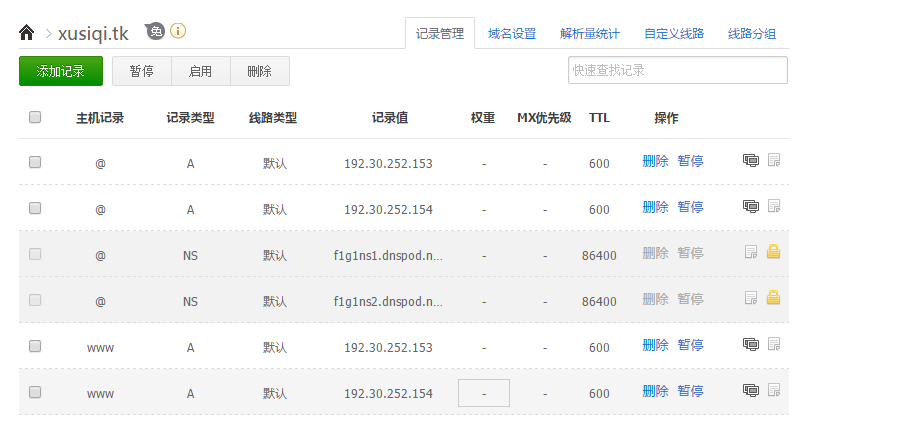 xusiqi.tk 免 记录管理 域名设置 解析量统计 自定义线路 线路分组
添加记录 暂停 启用 删除 快速查找记录
主机记录 记录类型 线路类型 记录值 权重 MX优先级 TTL 操作
@ A 默认 192.30.252.153 - - 600 删除 暂停
@ A 默认 192.30.252.154 - - 600 删除 暂停
@ NS 默认 f1g1ns1.dnspod.n... - - 86400 删除 暂停
@ NS 默认 f1g1ns2.dnspod.n... - - 86400 删除 暂停
www A 默认 192.30.252.153 - - 600 删除 暂停
www A 默认 192.30.252.154 - - 600 删除 暂停